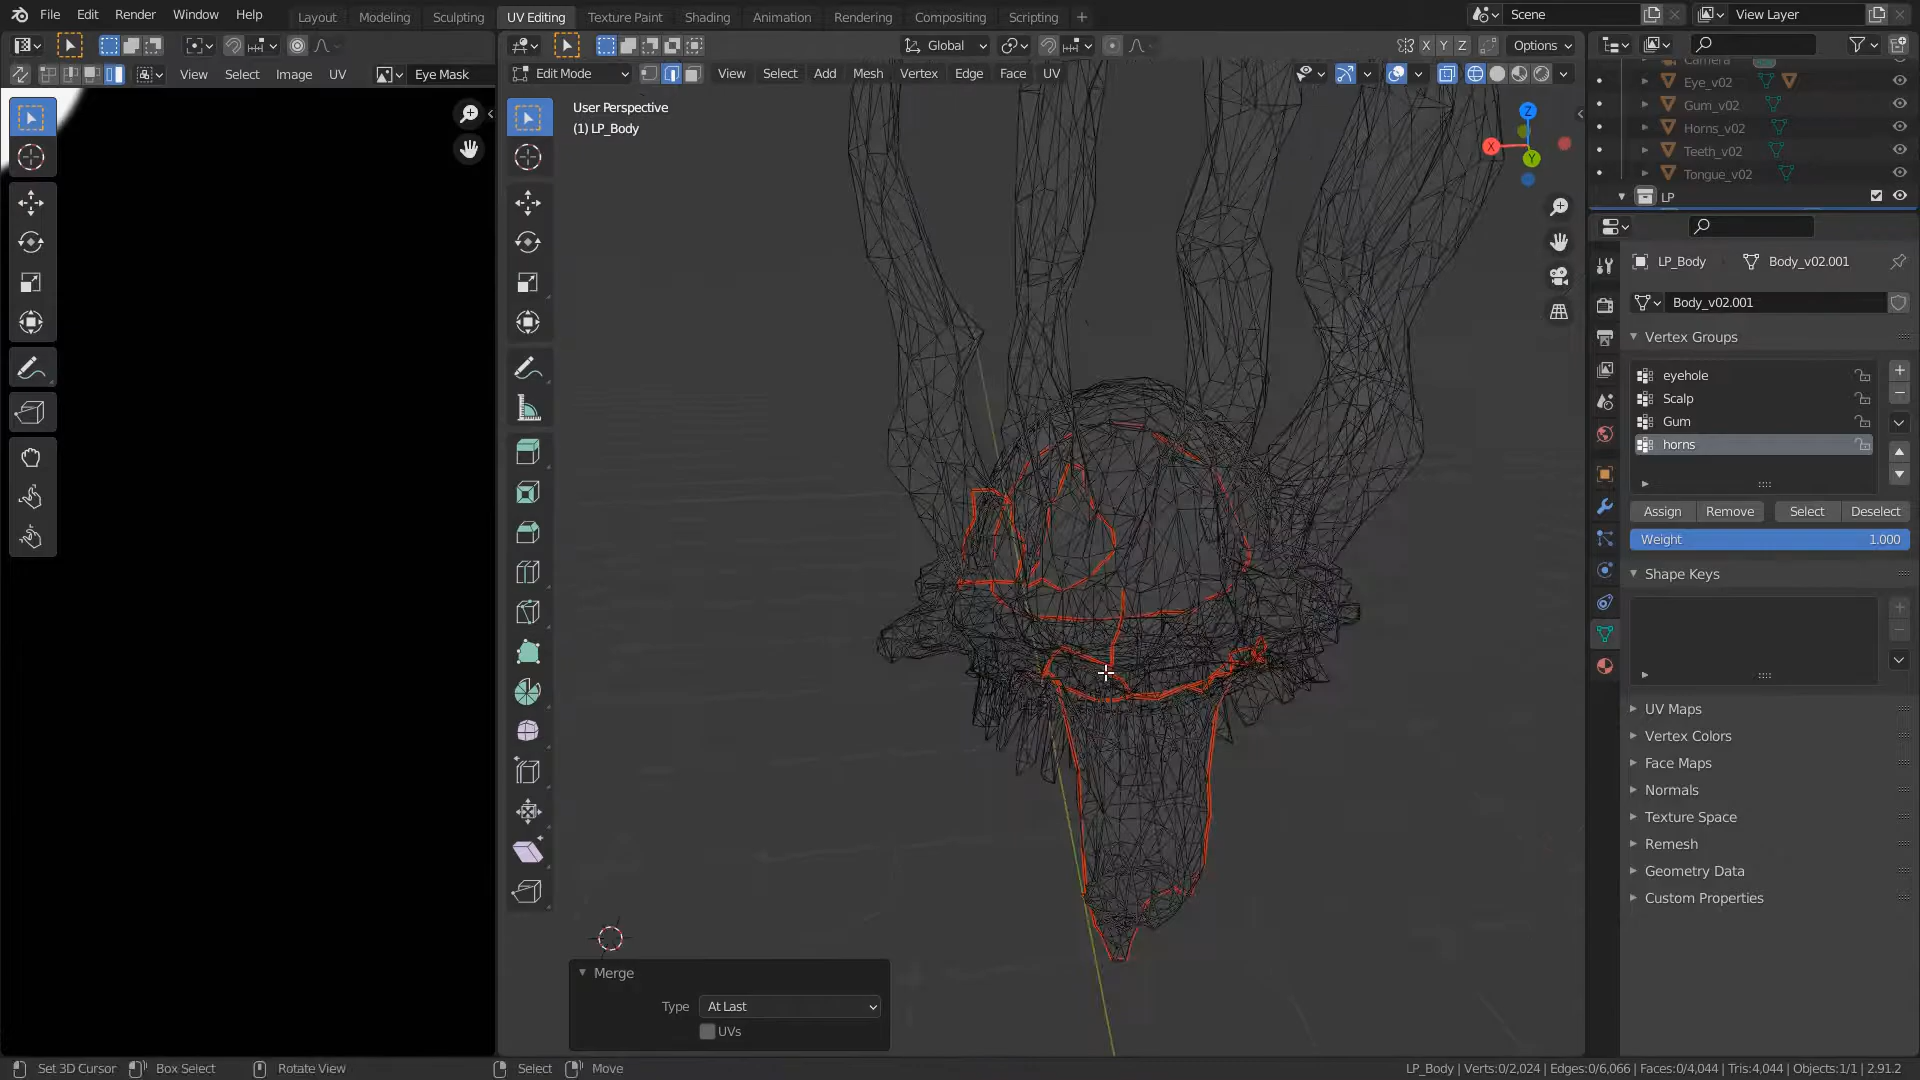 File Edit Render Window Help Layout Modeling Sculpting UV Editing Texture Paint Shading Animation Rendering Compositing Scripting + Scene View Layer
Global X Y Z Options
View Select Image UV Eye Mask Edit Mode View Select Add Mesh Vertex Edge Face UV
User Perspective
(1) LP_Body
Z
X
Y
Camera
Eye_v02
Gum_v02
Horns_v02
Teeth_v02
Tongue_v02
LP
LP_Body Body_v02.001
Body_v02.001
Vertex Groups
eyehole
Scalp
Gum
horns
Assign Remove Select Deselect
Weight 1.000
Shape Keys
UV Maps
Vertex Colors
Face Maps
Normals
Texture Space
Remesh
Geometry Data
Custom Properties
Merge
Type At Last
UVs
Set 3D Cursor Box Select Rotate View Select Move LP_Body | Verts:0/2,024 | Edges:0/6,066 | Faces:0/4,044 | Tris:4,044 | Objects:1/1 | 2.91.2